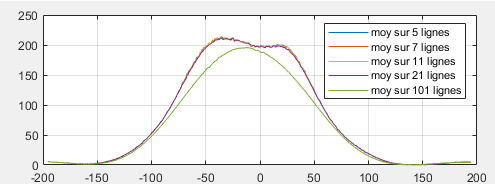 250
200
150
100
50
0
-200 -150 -100 -50 0 50 100 150 200
moy sur 5 lignes
moy sur 7 lignes
moy sur 11 lignes
moy sur 21 lignes
moy sur 101 lignes